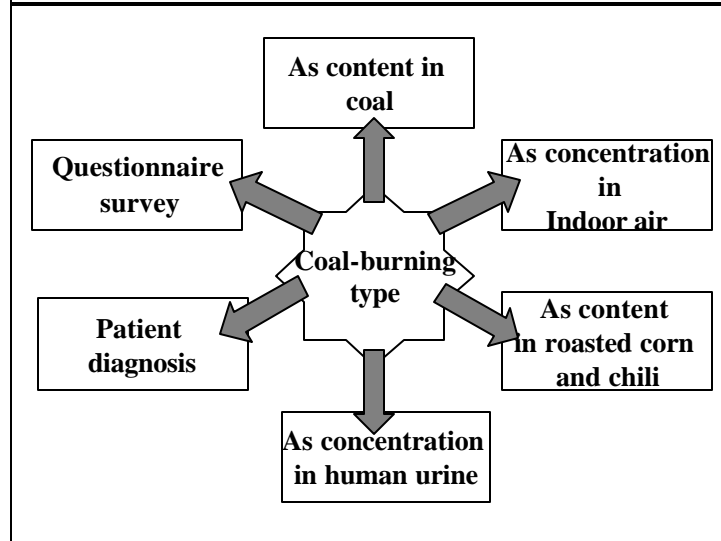 As content in
coal
Questionnaire
survey
As concentration
in
Indoor air
Coal-burning
type
Patient
diagnosis
As content
in roasted corn
and chili
As concentration
in human urine